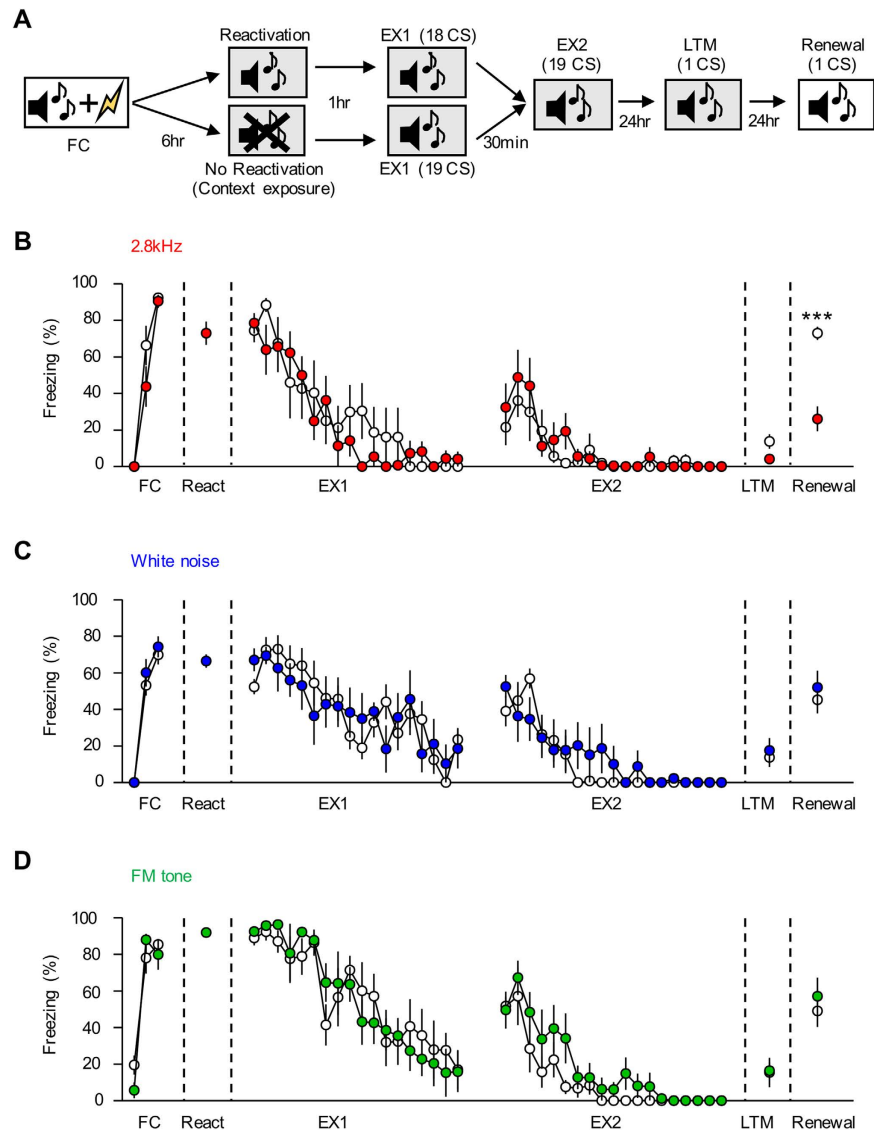 A
Reactivation
EX1 (18 CS)
EX2
(19 CS)
LTM
(1 CS)
Renewal
(1 CS)
+
FC
6hr
1hr
30min
24hr
24hr
No Reactivation
(Context exposure)
EX1 (19 CS)
B
2.8kHz
Freezing (%)
100
80
60
40
20
0
***
FC
React
EX1
EX2
LTM
Renewal
C
White noise
Freezing (%)
100
80
60
40
20
0
FC
React
EX1
EX2
LTM
Renewal
D
FM tone
Freezing (%)
100
80
60
40
20
0
FC
React
EX1
EX2
LTM
Renewal